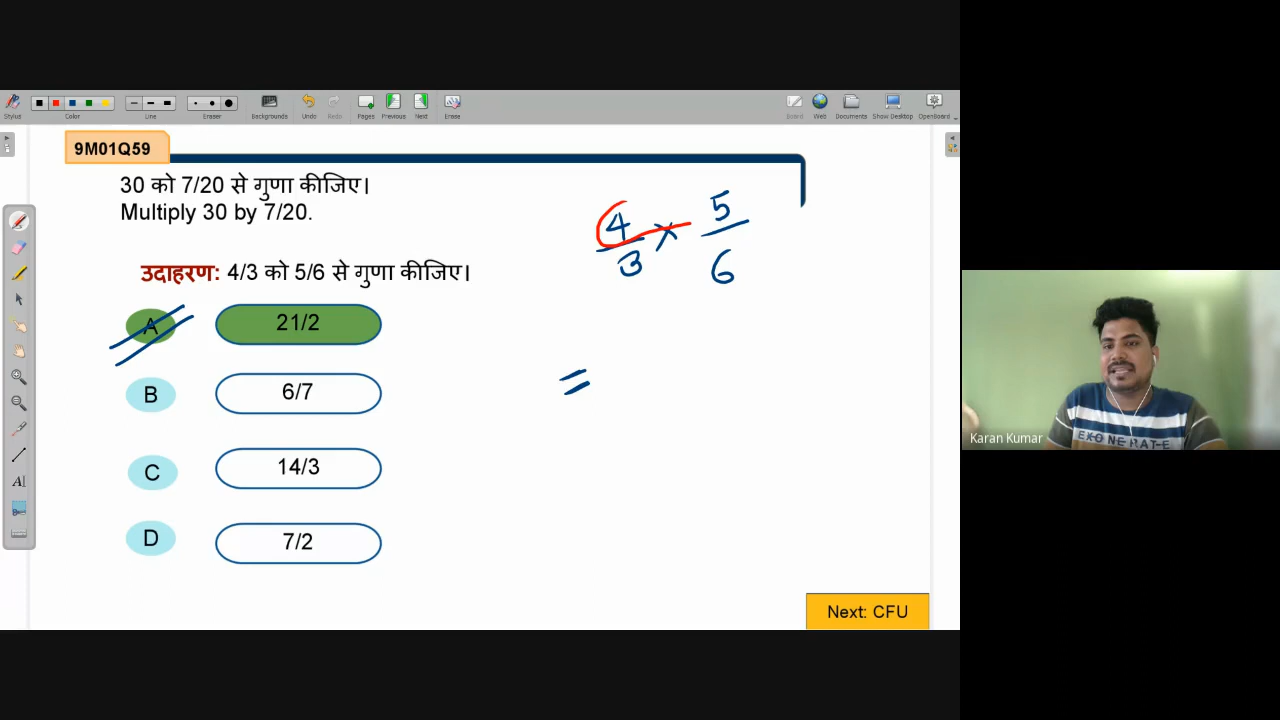 Stylus
Color
Line
Eraser
Backgrounds
Undo
Redo
Pages
Previous
Next
Erase
Board
Web
Documents
Show Desktop
OpenBoard
9M01Q59
30 को 7/20 से गुणा कीजिए।
Multiply 30 by 7/20.
4/3 × 5/6
उदाहरण: 4/3 को 5/6 से गुणा कीजिए।
A 21/2
B 6/7
=
C 14/3
D 7/2
Next: CFU
EXONERATE
Karan Kumar